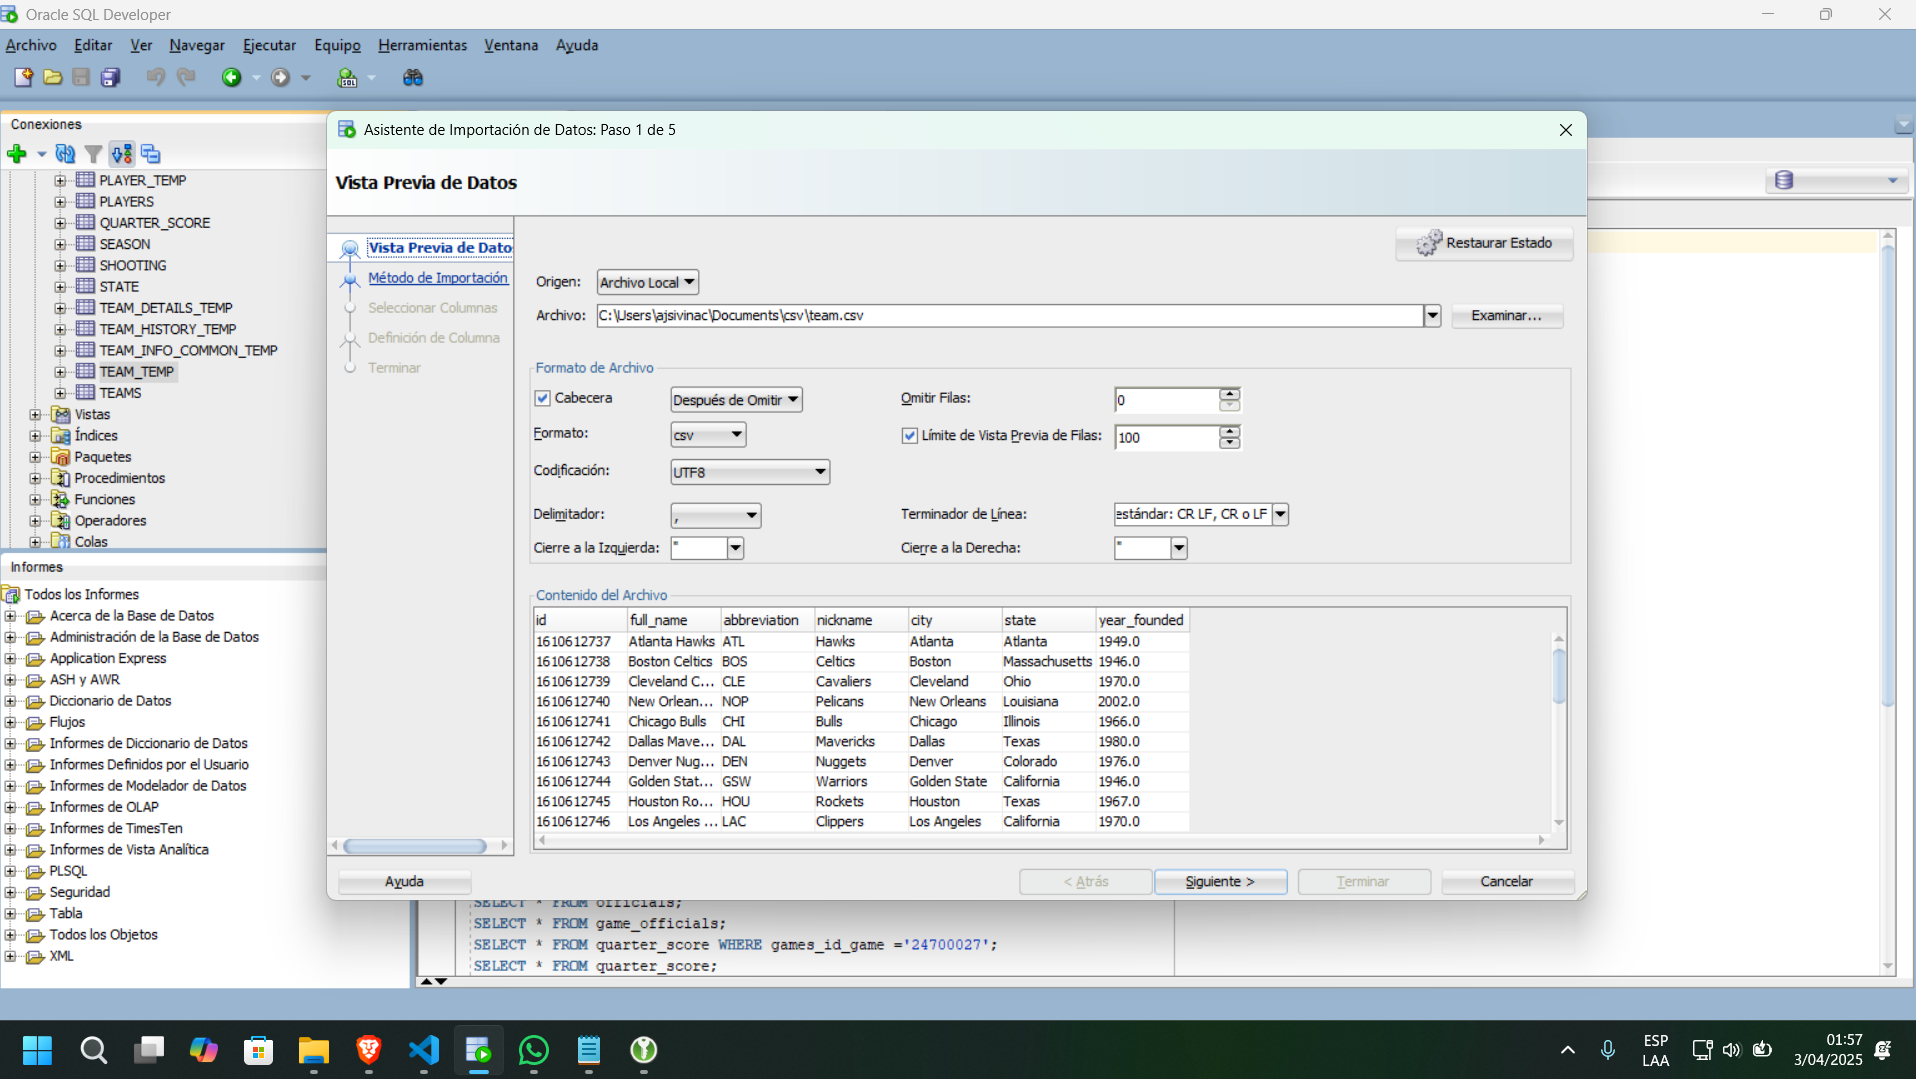 Oracle SQL Developer
Archivo Editar Ver Navegar Ejecutar Equipo Herramientas Ventana Ayuda
Conexiones
PLAYER_TEMP
PLAYERS
QUARTER_SCORE
SEASON
SHOOTING
STATE
TEAM_DETAILS_TEMP
TEAM_HISTORY_TEMP
TEAM_INFO_COMMON_TEMP
TEAM_TEMP
TEAMS
Vistas
Índices
Paquetes
Procedimientos
Funciones
Operadores
Colas
Informes
Todos los Informes
Acerca de la Base de Datos
Administración de la Base de Datos
Application Express
ASH y AWR
Diccionario de Datos
Flujos
Informes de Diccionario de Datos
Informes Definidos por el Usuario
Informes de Modelador de Datos
Informes de OLAP
Informes de TimesTen
Informes de Vista Analítica
PLSQL
Seguridad
Tabla
Todos los Objetos
XML
Asistente de Importación de Datos: Paso 1 de 5
Vista Previa de Datos
Vista Previa de Dato
Método de Importación
Seleccionar Columnas
Definición de Columna
Terminar
Restaurar Estado
Origen: Archivo Local
Archivo: C:\Users\ajsivinac\Documents\csv\team.csv Examinar...
Formato de Archivo
Cabecera Después de Omitir Omitir Filas: 0
Formato: csv Límite de Vista Previa de Filas: 100
Codificación: UTF8
Delimitador: , Terminador de Línea: estándar: CR LF, CR o LF
Cierre a la Izquierda: " Cierre a la Derecha: "
Contenido del Archivo
id full_name abbreviation nickname city state year_founded
1610612737 Atlanta Hawks ATL Hawks Atlanta Atlanta 1949.0
1610612738 Boston Celtics BOS Celtics Boston Massachusetts 1946.0
1610612739 Cleveland C... CLE Cavaliers Cleveland Ohio 1970.0
1610612740 New Orlean... NOP Pelicans New Orleans Louisiana 2002.0
1610612741 Chicago Bulls CHI Bulls Chicago Illinois 1966.0
1610612742 Dallas Mave... DAL Mavericks Dallas Texas 1980.0
1610612743 Denver Nug... DEN Nuggets Denver Colorado 1976.0
1610612744 Golden Stat... GSW Warriors Golden State California 1946.0
1610612745 Houston Ro... HOU Rockets Houston Texas 1967.0
1610612746 Los Angeles ... LAC Clippers Los Angeles California 1970.0
Ayuda < Atrás Siguiente > Terminar Cancelar
SELECT * FROM officials;
SELECT * FROM game_officials;
SELECT * FROM quarter_score WHERE games_id_game ='24700027';
SELECT * FROM quarter_score;
ESP
LAA
01:57
3/04/2025